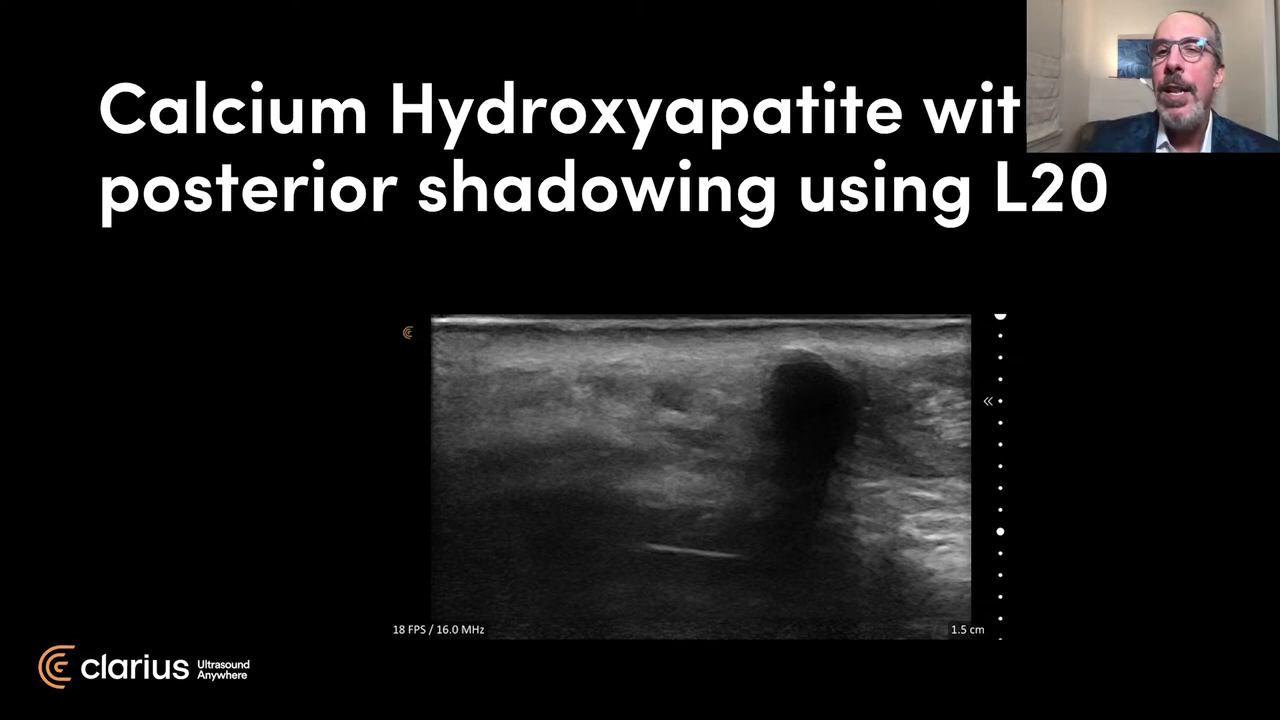 Calcium Hydroxyapatite wit
posterior shadowing using L20
18 FPS / 16.0 MHz
1.5 cm
clarius
Ultrasound
Anywhere